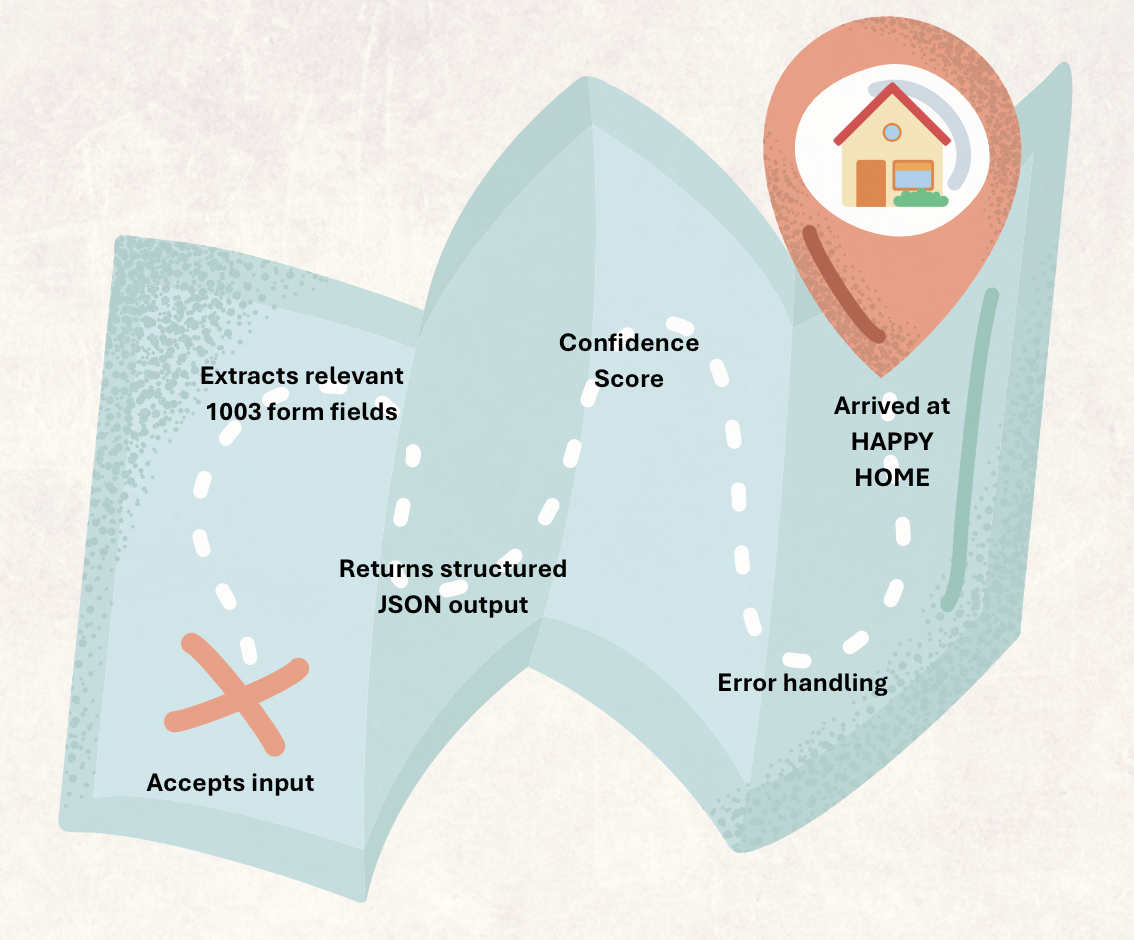 Accepts input
Extracts relevant
1003 form fields
Returns structured
JSON output
Confidence
Score
Error handling
Arrived at
HAPPY
HOME